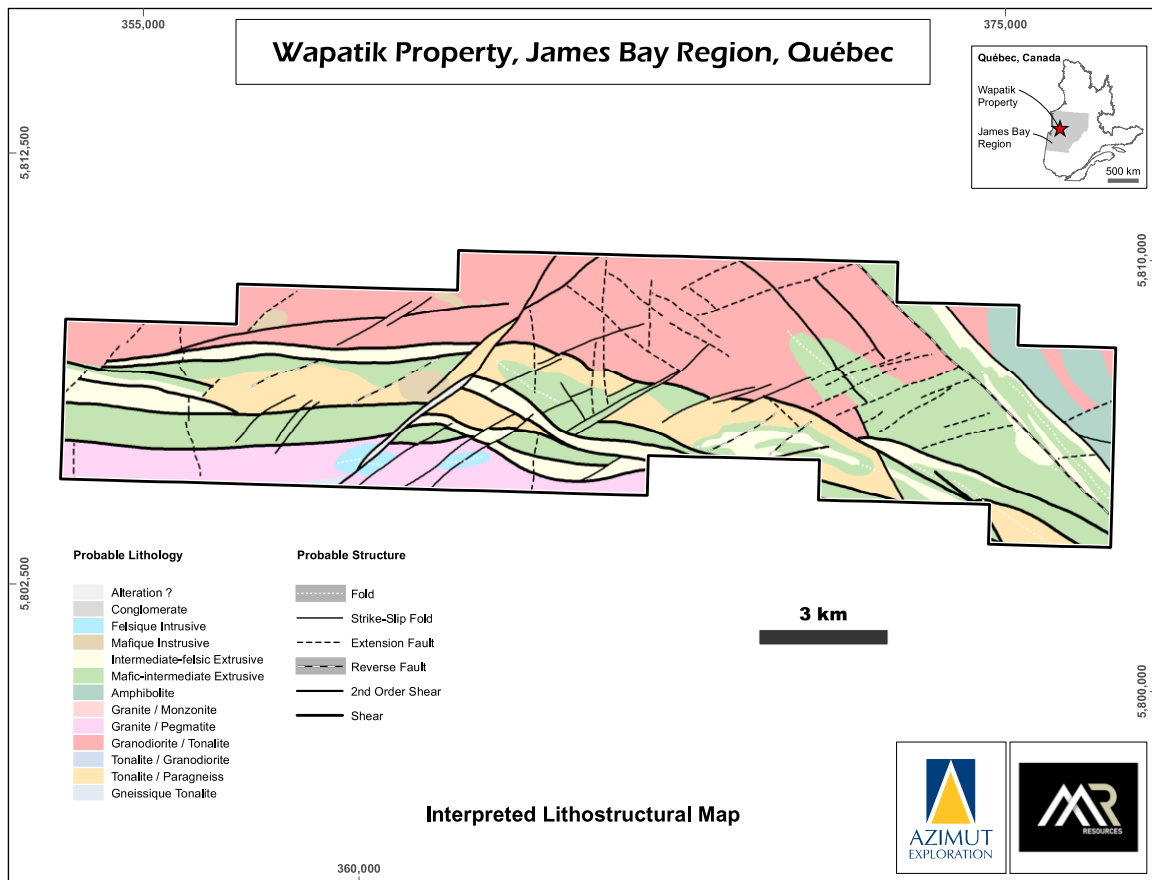 355,000
375,000
Wapatik Property, James Bay Region, Québec
Québec, Canada
Wapatik
Property
James Bay
Region
500 km
5,812,500
5,810,000
5,802,500
5,800,000
Probable Lithology
Alteration ?
Conglomerate
Felsique Intrusive
Mafique Instrusive
Intermediate-felsic Extrusive
Mafic-intermediate Extrusive
Amphibolite
Granite / Monzonite
Granite / Pegmatite
Granodiorite / Tonalite
Tonalite / Granodiorite
Tonalite / Paragneiss
Gneissique Tonalite
Probable Structure
Fold
Strike-Slip Fold
Extension Fault
Reverse Fault
2nd Order Shear
Shear
3 km
Interpreted Lithostructural Map
AZIMUT
EXPLORATION
MR
RESOURCES
360,000